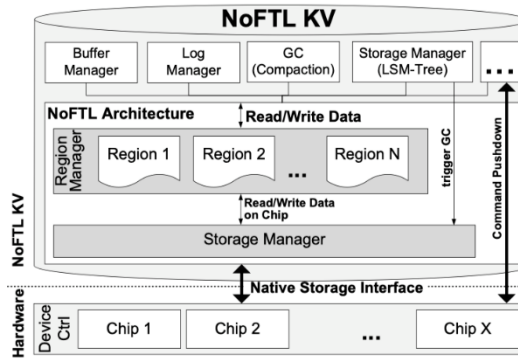 NoFTL KV
Buffer
Manager
Log
Manager
GC
(Compaction)
Storage Manager
(LSM-Tree)
...
NoFTL Architecture
Read/Write Data
Region
Manager
Region 1
Region 2
...
Region N
trigger GC
Command Pushdown
Read/Write Data
on Chip
Storage Manager
NoFTL KV
Native Storage Interface
Hardware
Device
Ctrl
Chip 1
Chip 2
...
Chip X